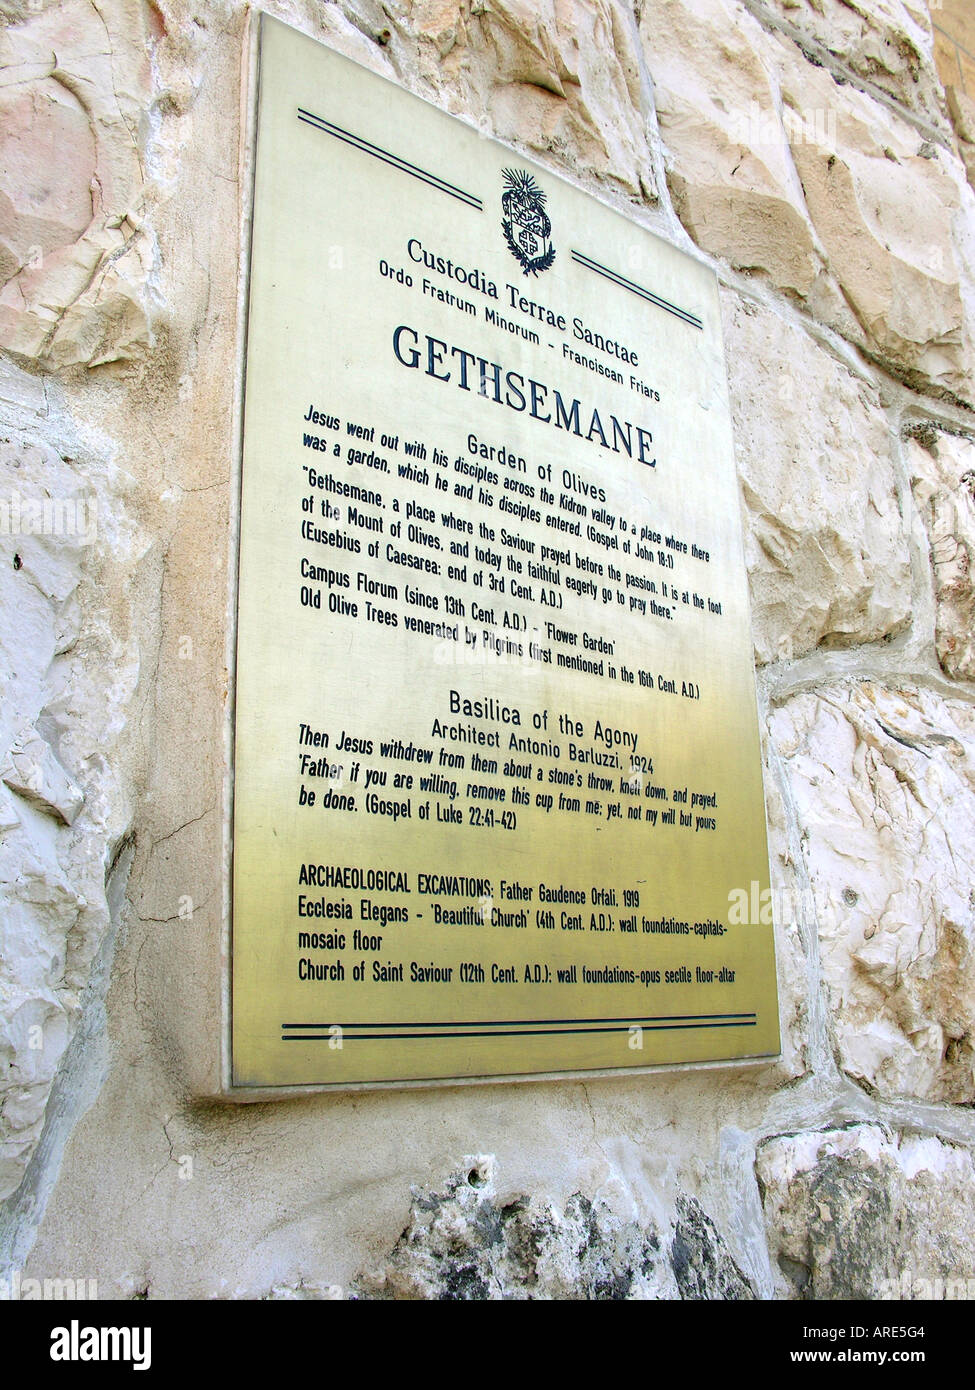 Custodia Terrae Sanctae
Ordo Fratrum Minorum - Franciscan Friars
GETHSEMANE
Garden of Olives
Jesus went out with his disciples across the Kidron valley to a place where there
was a garden, which he and his disciples entered. (Gospel of John 18:1)
"Gethsemane, a place where the Saviour prayed before the passion. It is at the foot
of the Mount of Olives, and today the faithful eagerly go to pray there."
(Eusebius of Caesarea: end of 3rd Cent. A.D.)
Campus Florum (since 13th Cent. A.D.) - 'Flower Garden'
Old Olive Trees venerated by Pilgrims (first mentioned in the 16th Cent. A.D.)
Basilica of the Agony
Architect Antonio Barluzzi, 1924
Then Jesus withdrew from them about a stone's throw, knelt down, and prayed.
'Father if you are willing, remove this cup from me; yet, not my will but yours
be done. (Gospel of Luke 22:41-42)
ARCHAEOLOGICAL EXCAVATIONS: Father Gaudence Orfali, 1919
Ecclesia Elegans - 'Beautiful Church' (4th Cent. A.D.): wall foundations-capitals-
mosaic floor
Church of Saint Saviour (12th Cent. A.D.): wall foundations-opus sectile floor-altar
alamy
Image ID: ARE5G4
www.alamy.com